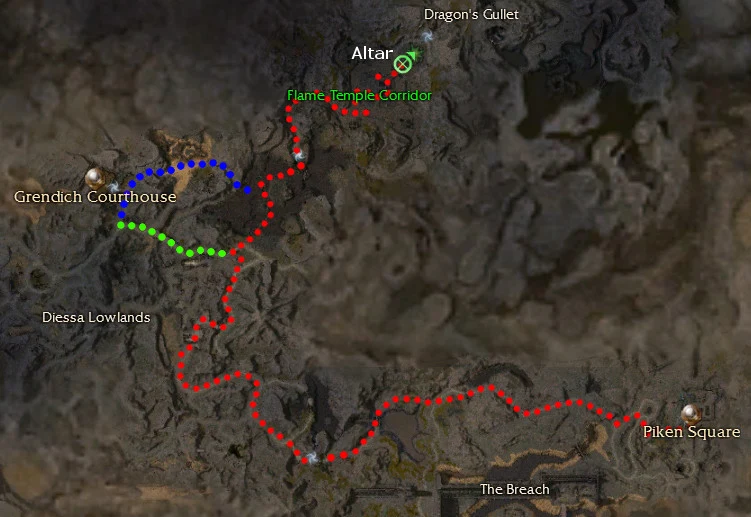 Dragon's Gullet
Altar
Flame Temple Corridor
Grendich Courthouse
Diessa Lowlands
Piken Square
The Breach